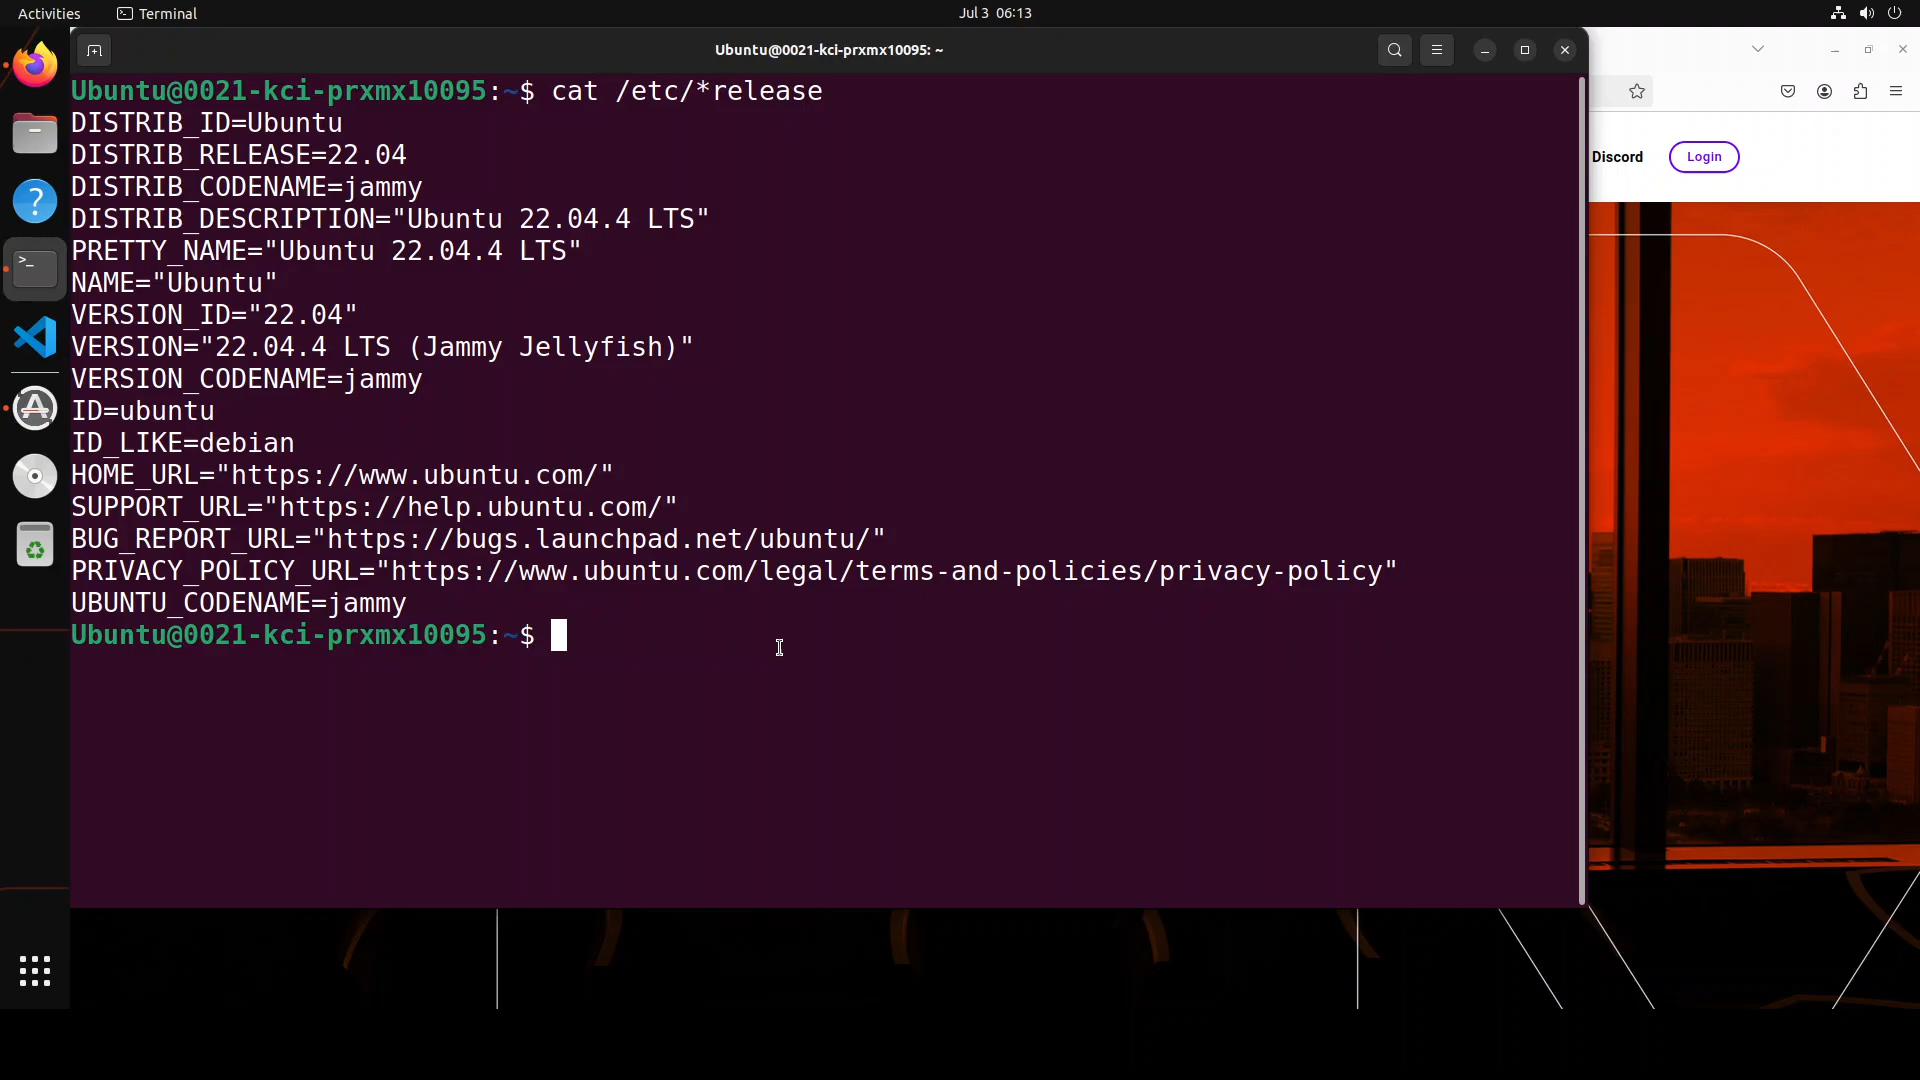 Activities Terminal Jul 3 06:13
Ubuntu@0021-kci-prxmx10095: ~
Ubuntu@0021-kci-prxmx10095:~$ cat /etc/*release
DISTRIB_ID=Ubuntu
DISTRIB_RELEASE=22.04
DISTRIB_CODENAME=jammy
DISTRIB_DESCRIPTION="Ubuntu 22.04.4 LTS"
PRETTY_NAME="Ubuntu 22.04.4 LTS"
NAME="Ubuntu"
VERSION_ID="22.04"
VERSION="22.04.4 LTS (Jammy Jellyfish)"
VERSION_CODENAME=jammy
ID=ubuntu
ID_LIKE=debian
HOME_URL="https://www.ubuntu.com/"
SUPPORT_URL="https://help.ubuntu.com/"
BUG_REPORT_URL="https://bugs.launchpad.net/ubuntu/"
PRIVACY_POLICY_URL="https://www.ubuntu.com/legal/terms-and-policies/privacy-policy"
UBUNTU_CODENAME=jammy
Ubuntu@0021-kci-prxmx10095:~$
Discord Login